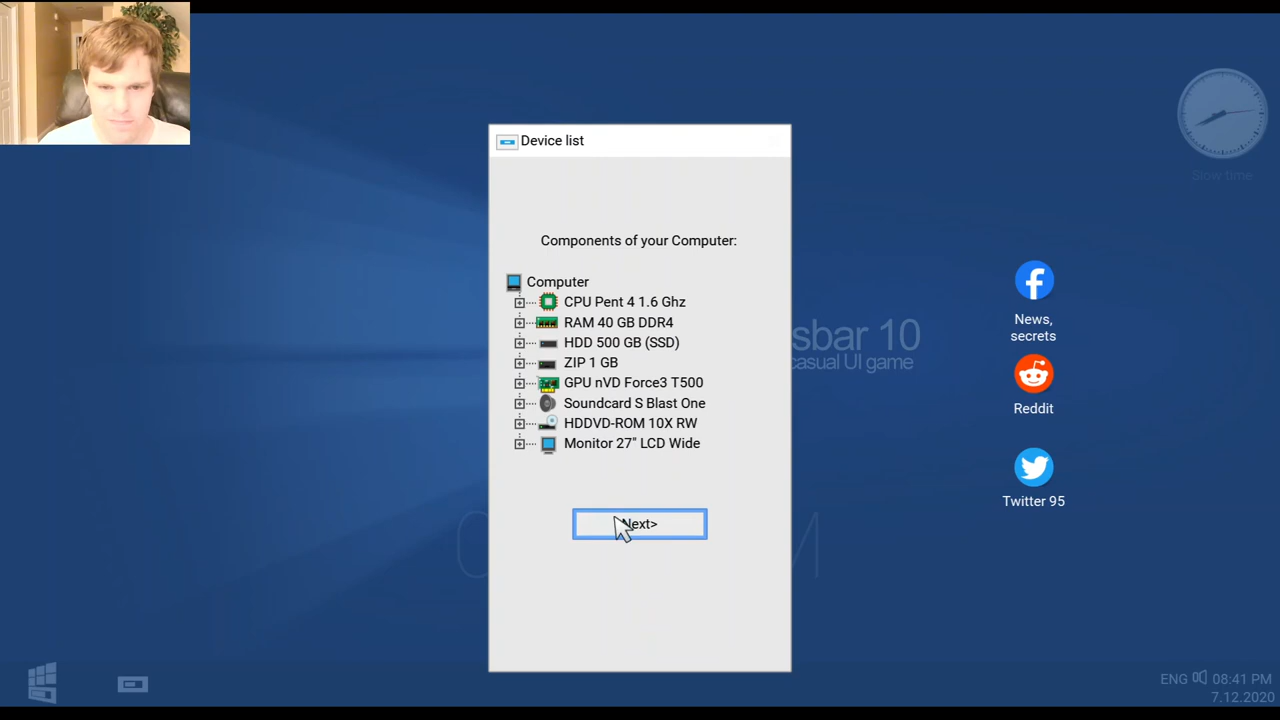 Device list
Slow time
Components of your Computer:
Computer
CPU Pent 4 1.6 Ghz
RAM 40 GB DDR4
HDD 500 GB (SSD)
ZIP 1 GB
GPU nVD Force3 T500
Soundcard S Blast One
HDDVD-ROM 10X RW
Monitor 27" LCD Wide
Next>
sbar 10
casual UI game
News,
secrets
Reddit
Twitter 95
ENG 08:41 PM
7.12.2020